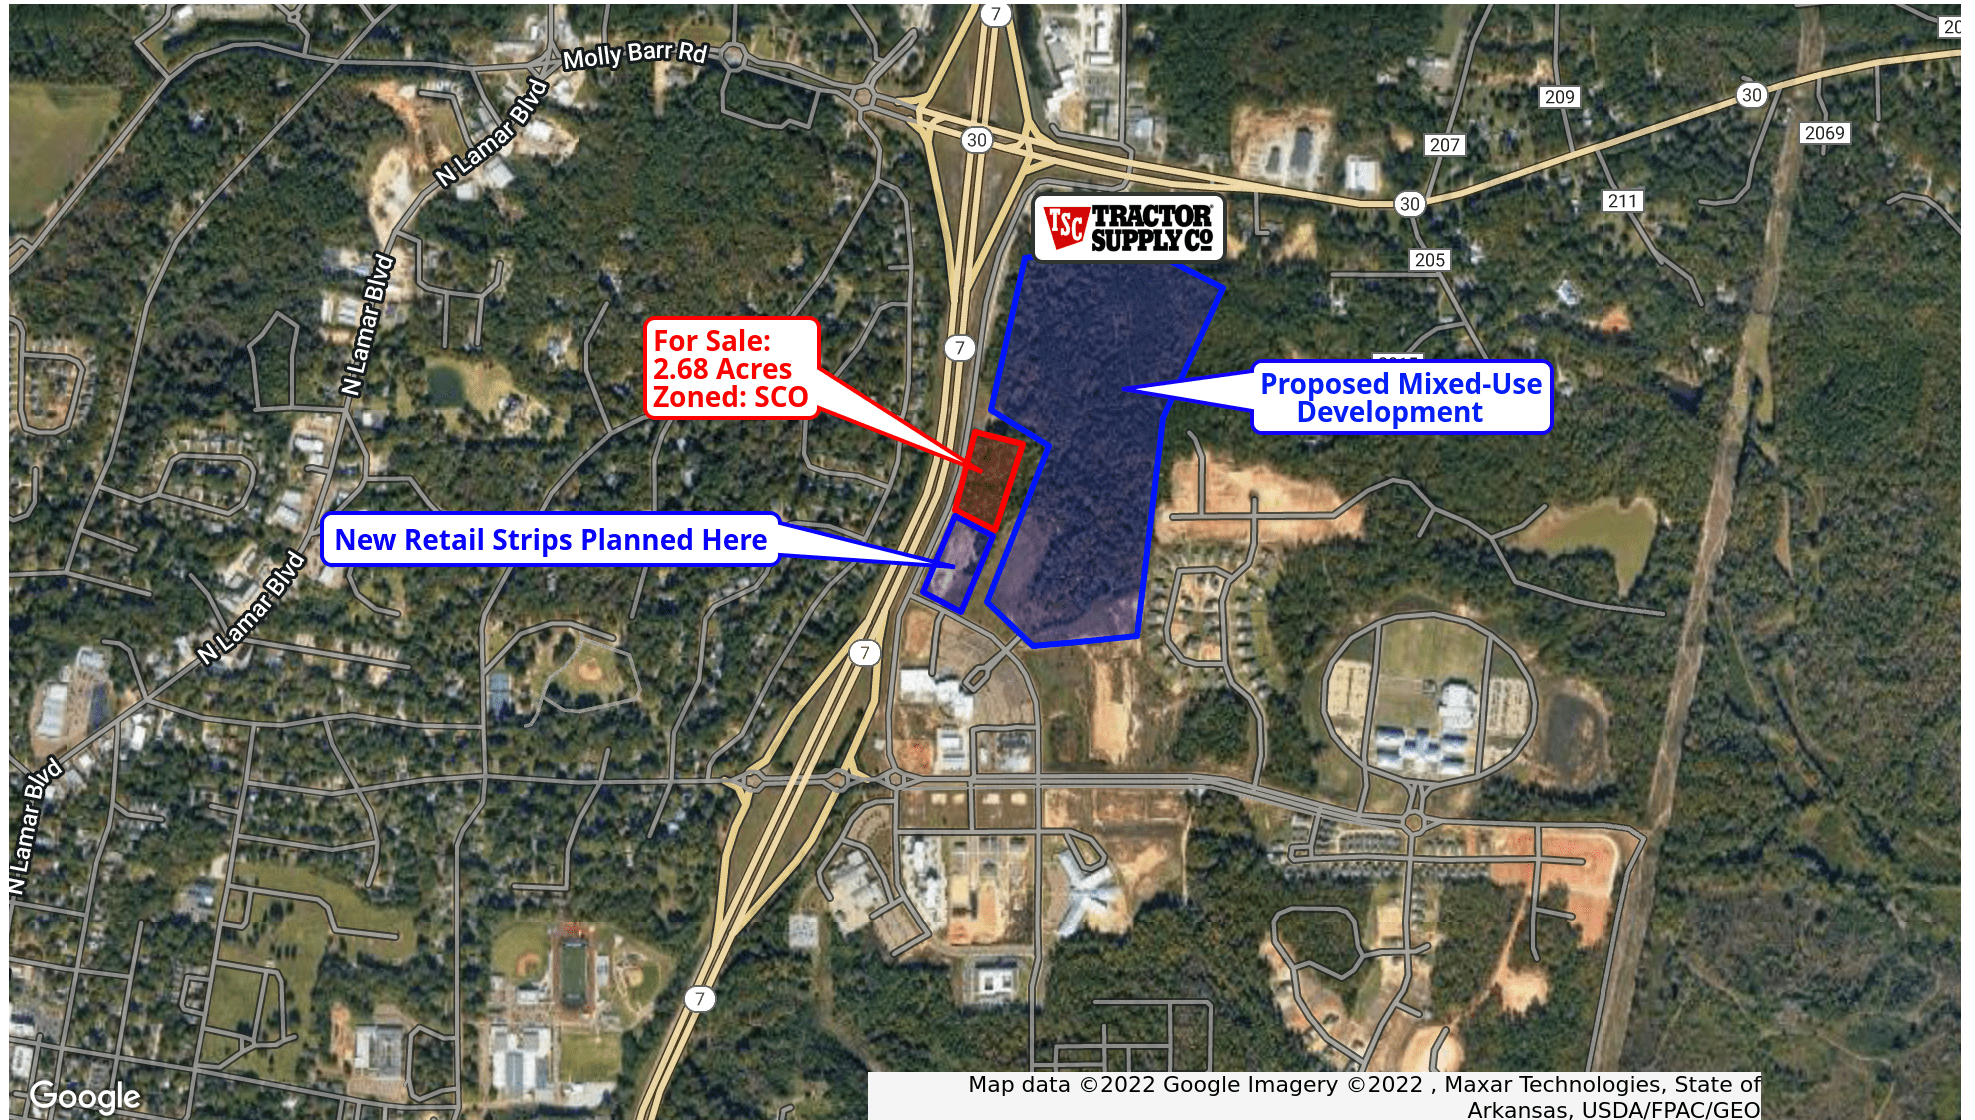 7
Molly Barr Rd
20
30
209
2069
207
N Lamar Blvd
30
30
211
TSC TRACTOR
SUPPLY CO
205
N Lamar Blvd
For Sale:
2.68 Acres
Zoned: SCO
7
Proposed Mixed-Use
Development
New Retail Strips Planned Here
N Lamar Blvd
7
N Lamar Blvd
7
Google
Map data ©2022 Google Imagery ©2022 , Maxar Technologies, State of
Arkansas, USDA/FPAC/GEO